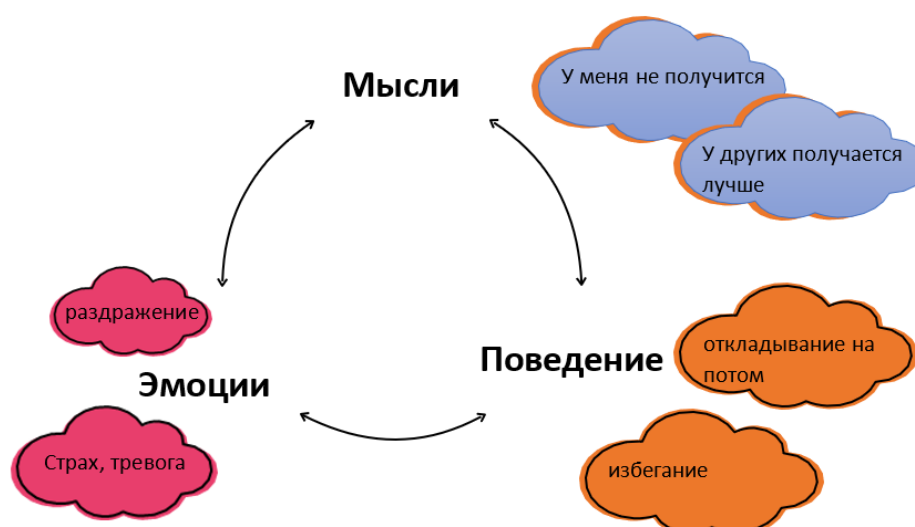 Мысли
У меня не получится
У других получается
лучше
раздражение
Эмоции
Страх, тревога
Поведение
откладывание на
потом
избегание